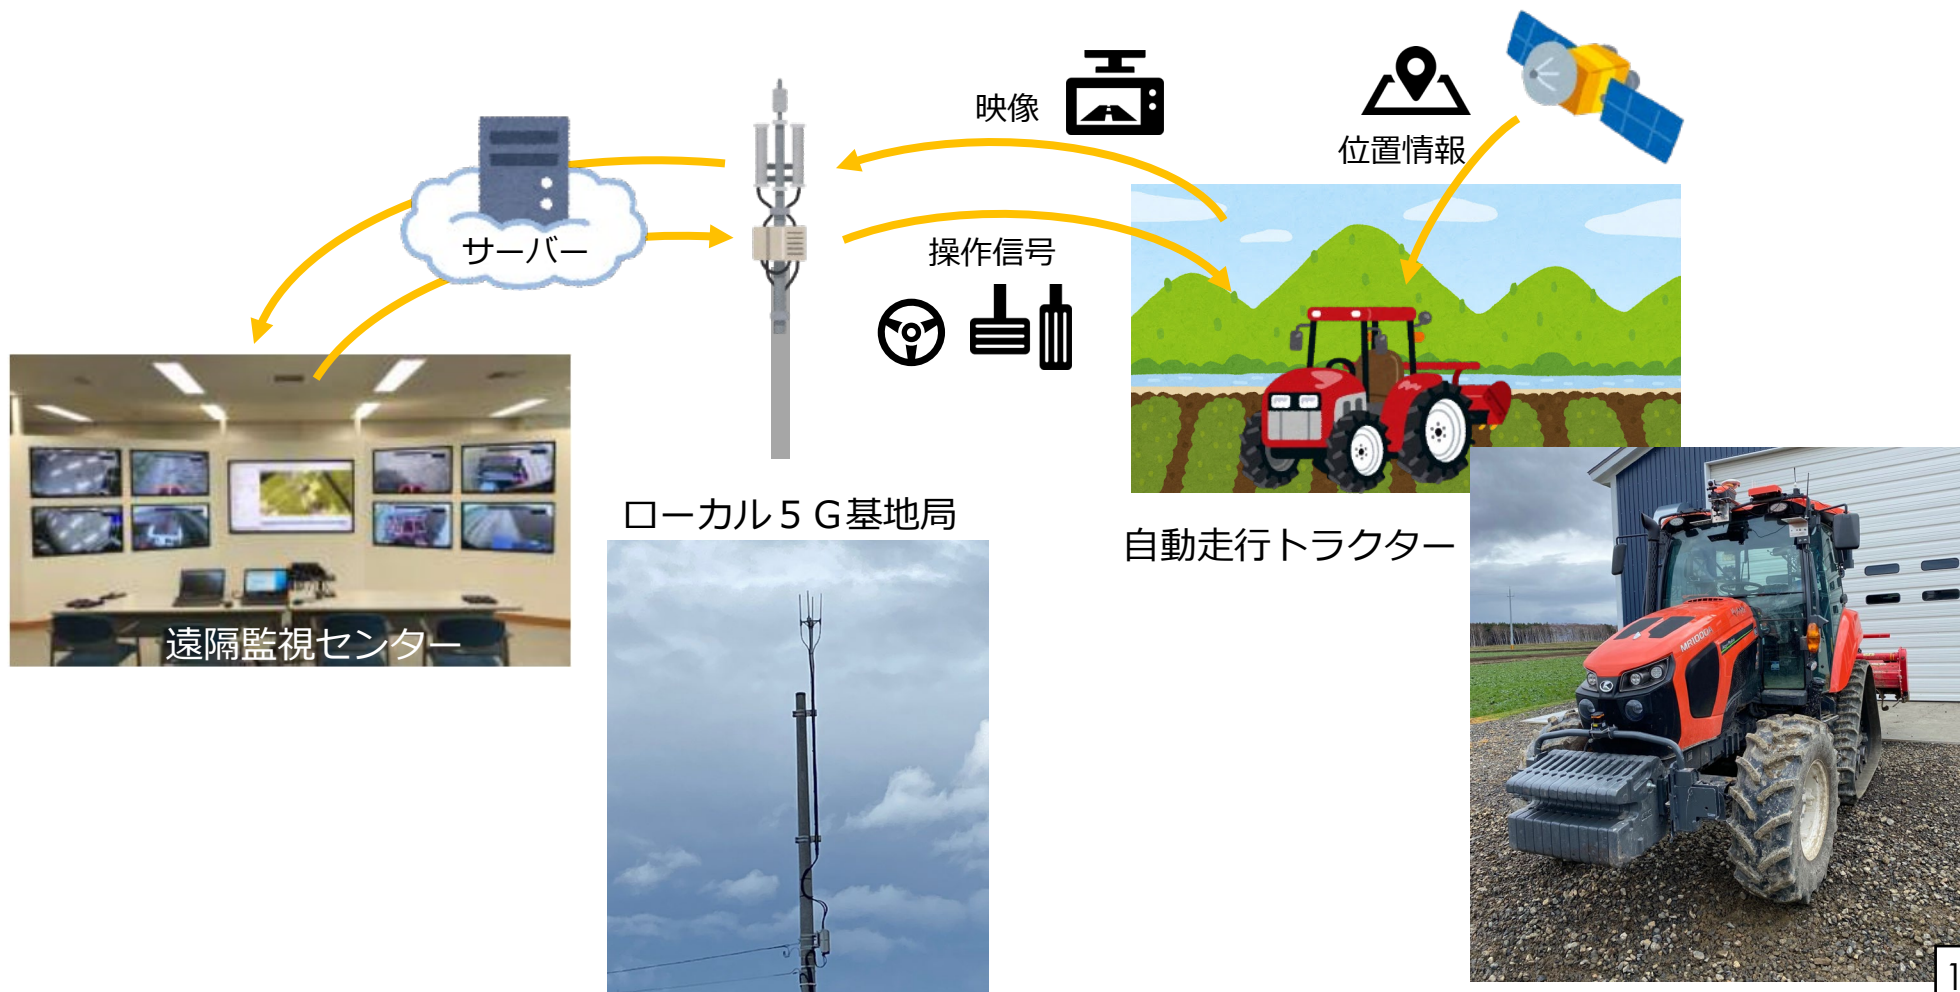 映像
位置情報
サーバー
操作信号
ローカル５Ｇ基地局
自動走行トラクター
遠隔監視センター
MR1000A
1